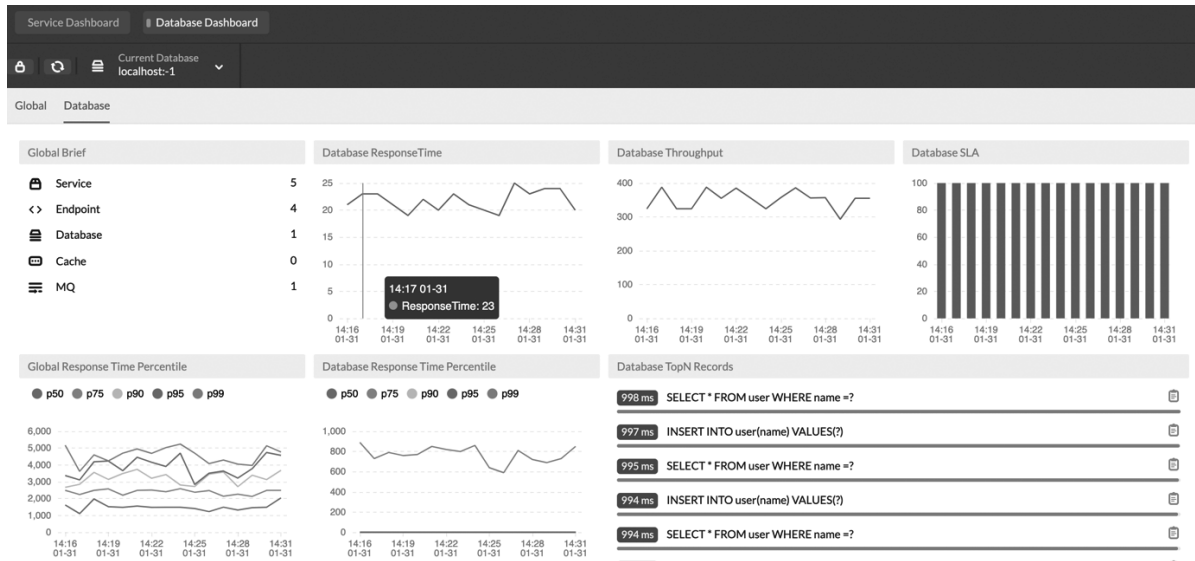 Service Dashboard
Database Dashboard
Current Database
localhost:-1
Global Database
Global Brief
Service 5
Endpoint 4
Database 1
Cache 0
MQ 1
Database ResponseTime
25
20
15
10
5
0
14:17 01-31
ResponseTime: 23
14:16 14:19 14:22 14:25 14:28 14:31
01-31 01-31 01-31 01-31 01-31 01-31
Database Throughput
400
300
200
100
0
14:16 14:19 14:22 14:25 14:28 14:31
01-31 01-31 01-31 01-31 01-31 01-31
Database SLA
100
80
60
40
20
0
14:16 14:19 14:22 14:25 14:28 14:31
01-31 01-31 01-31 01-31 01-31 01-31
Global Response Time Percentile
p50 p75 p90 p95 p99
6,000
5,000
4,000
3,000
2,000
1,000
0
14:16 14:19 14:22 14:25 14:28 14:31
01-31 01-31 01-31 01-31 01-31 01-31
Database Response Time Percentile
p50 p75 p90 p95 p99
1,000
800
600
400
200
0
14:16 14:19 14:22 14:25 14:28 14:31
01-31 01-31 01-31 01-31 01-31 01-31
Database TopN Records
998 ms SELECT * FROM user WHERE name =?
997 ms INSERT INTO user(name) VALUES(?)
995 ms SELECT * FROM user WHERE name =?
994 ms INSERT INTO user(name) VALUES(?)
994 ms SELECT * FROM user WHERE name =?